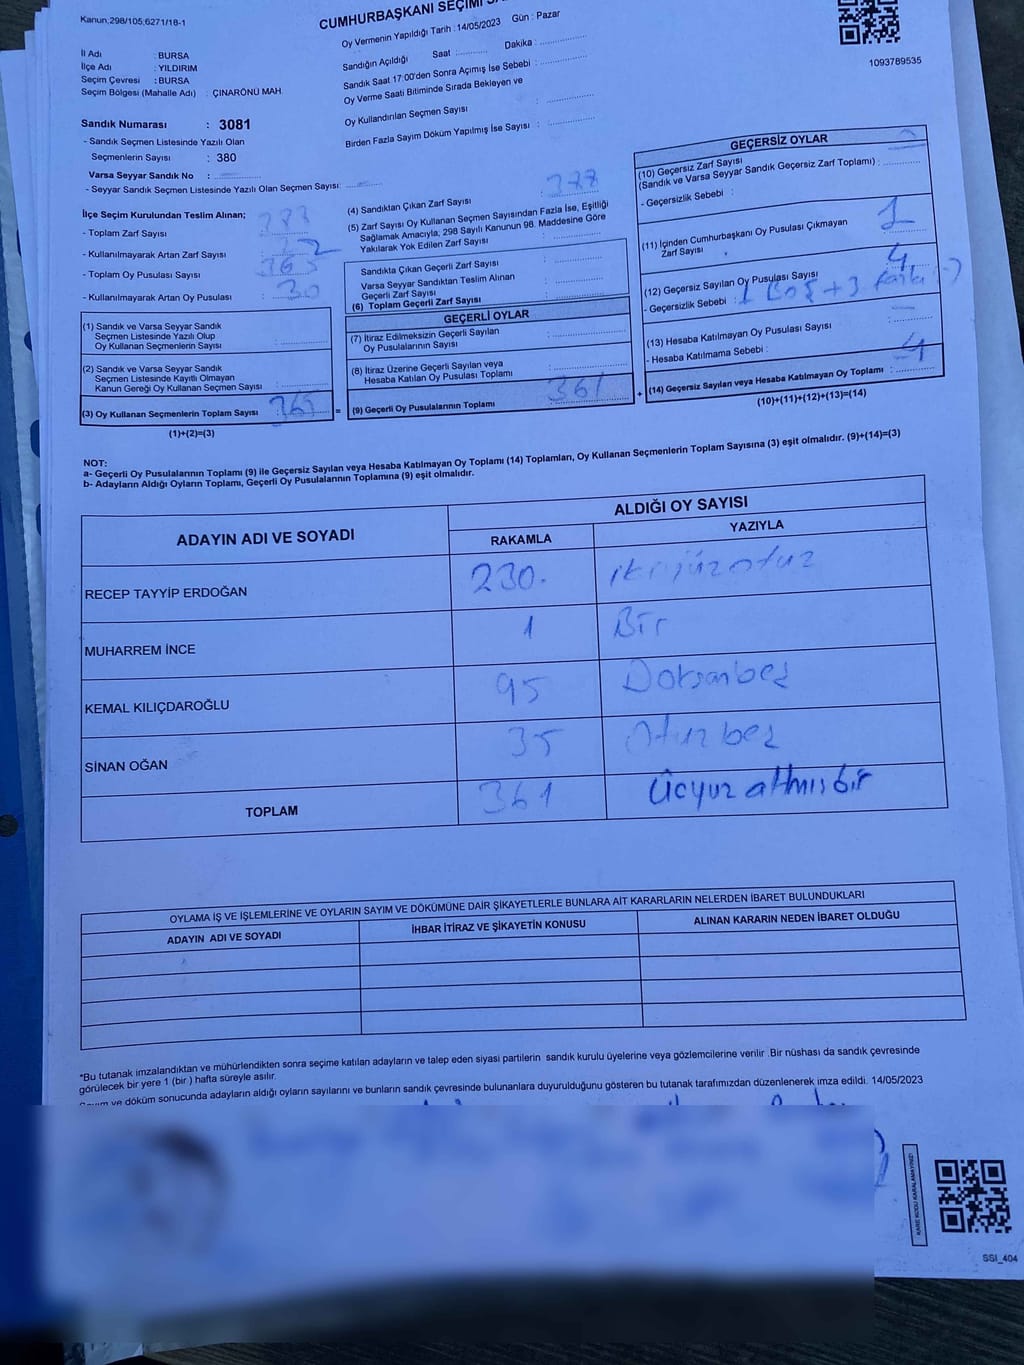 Kanun,298/105,6271/18-1
CUMHURBAŞKANI SEÇİMİ
Oy Vermenin Yapıldığı Tarih : 14/05/2023 Gün : Pazar
1093789535
İl Adı : BURSA
İlçe Adı : YILDIRIM
Seçim Çevresi : BURSA
Seçim Bölgesi (Mahalle Adı) : ÇINARÖNÜ MAH.
Sandığın Açıldığı Saat : Dakika :
Sandık Saat 17:00'den Sonra Açımış İse Sebebi :
Oy Verme Saati Bitiminde Sırada Bekleyen ve
Oy Kullandırılan Seçmen Sayısı :
Birden Fazla Sayım Döküm Yapılmış İse Sayısı :
Sandık Numarası : 3081
- Sandık Seçmen Listesinde Yazılı Olan
Seçmenlerin Sayısı : 380
Varsa Seyyar Sandık No :
- Seyyar Sandık Seçmen Listesinde Yazılı Olan Seçmen Sayısı:
İlçe Seçim Kurulundan Teslim Alınan;
- Toplam Zarf Sayısı :
- Kullanılmayarak Artan Zarf Sayısı :
- Toplam Oy Pusulası Sayısı :
- Kullanılmayarak Artan Oy Pusulası : 30
(1) Sandık ve Varsa Seyyar Sandık
Seçmen Listesinde Yazılı Olup
Oy Kullanan Seçmenlerin Sayısı :
(2) Sandık ve Varsa Seyyar Sandık
Seçmen Listesinde Kayıtlı Olmayan
Kanun Gereği Oy Kullanan Seçmen Sayısı :
(3) Oy Kullanan Seçmenlerin Toplam Sayısı : 365 =
(1)+(2)=(3)
(4) Sandıktan Çıkan Zarf Sayısı :
(5) Zarf Sayısı Oy Kullanan Seçmen Sayısından Fazla İse, Eşitliği
Sağlamak Amacıyla, 298 Sayılı Kanunun 98. Maddesine Göre
Yakılarak Yok Edilen Zarf Sayısı :
Sandıkta Çıkan Geçerli Zarf Sayısı :
Varsa Seyyar Sandıktan Teslim Alınan
Geçerli Zarf Sayısı :
(6) Toplam Geçerli Zarf Sayısı :
GEÇERLİ OYLAR
(7) İtiraz Edilmeksizin Geçerli Sayılan
Oy Pusulalarının Sayısı :
(8) İtiraz Üzerine Geçerli Sayılan veya
Hesaba Katılan Oy Pusulası Toplamı :
(9) Geçerli Oy Pusulalarının Toplamı : 361 +
GEÇERSİZ OYLAR
(10) Geçersiz Zarf Sayısı
(Sandık ve Varsa Seyyar Sandık Geçersiz Zarf Toplamı) :
- Geçersizlik Sebebi :
(11) İçinden Cumhurbaşkanı Oy Pusulası Çıkmayan
Zarf Sayısı : 1
(12) Geçersiz Sayılan Oy Pusulası Sayısı : 4
- Geçersizlik Sebebi : 1 Boş + 3 fazla
(13) Hesaba Katılmayan Oy Pusulası Sayısı :
- Hesaba Katılmama Sebebi :
(14) Geçersiz Sayılan veya Hesaba Katılmayan Oy Toplamı : 4
(10)+(11)+(12)+(13)=(14)
NOT:
a- Geçerli Oy Pusulalarının Toplamı (9) ile Geçersiz Sayılan veya Hesaba Katılmayan Oy Toplamı (14) Toplamları, Oy Kullanan Seçmenlerin Toplam Sayısına (3) eşit olmalıdır. (9)+(14)=(3)
b- Adayların Aldığı Oyların Toplamı, Geçerli Oy Pusulalarının Toplamına (9) eşit olmalıdır.
ADAYIN ADI VE SOYADI ALDIĞI OY SAYISI
RAKAMLA YAZIYLA
RECEP TAYYİP ERDOĞAN 230 ikiyüzotuz
MUHARREM İNCE 1 Bir
KEMAL KILIÇDAROĞLU 95 Doksanbeş
SİNAN OĞAN 35 Otuzbeş
TOPLAM 361 Üçyüz altmışbir
OYLAMA İŞ VE İŞLEMLERİNE VE OYLARIN SAYIM VE DÖKÜMÜNE DAİR ŞİKAYETLERLE BUNLARA AİT KARARLARIN NELERDEN İBARET BULUNDUKLARI
ADAYIN ADI VE SOYADI İHBAR İTİRAZ VE ŞİKAYETİN KONUSU ALINAN KARARIN NEDEN İBARET OLDUĞU
*Bu tutanak imzalandıktan ve mühürlendikten sonra seçime katılan adayların ve talep eden siyasi partilerin sandık kurulu üyelerine veya gözlemcilerine verilir .Bir nüshası da sandık çevresinde
görülecek bir yere 1 (bir ) hafta süreyle asılır.
Sayım ve döküm sonucunda adayların aldığı oyların sayılarını ve bunların sandık çevresinde bulunanlara duyurulduğunu gösteren bu tutanak tarafımızdan düzenlenerek imza edildi. 14/05/2023
KARE KODU KARALAMAYINIZ!
SSI_404